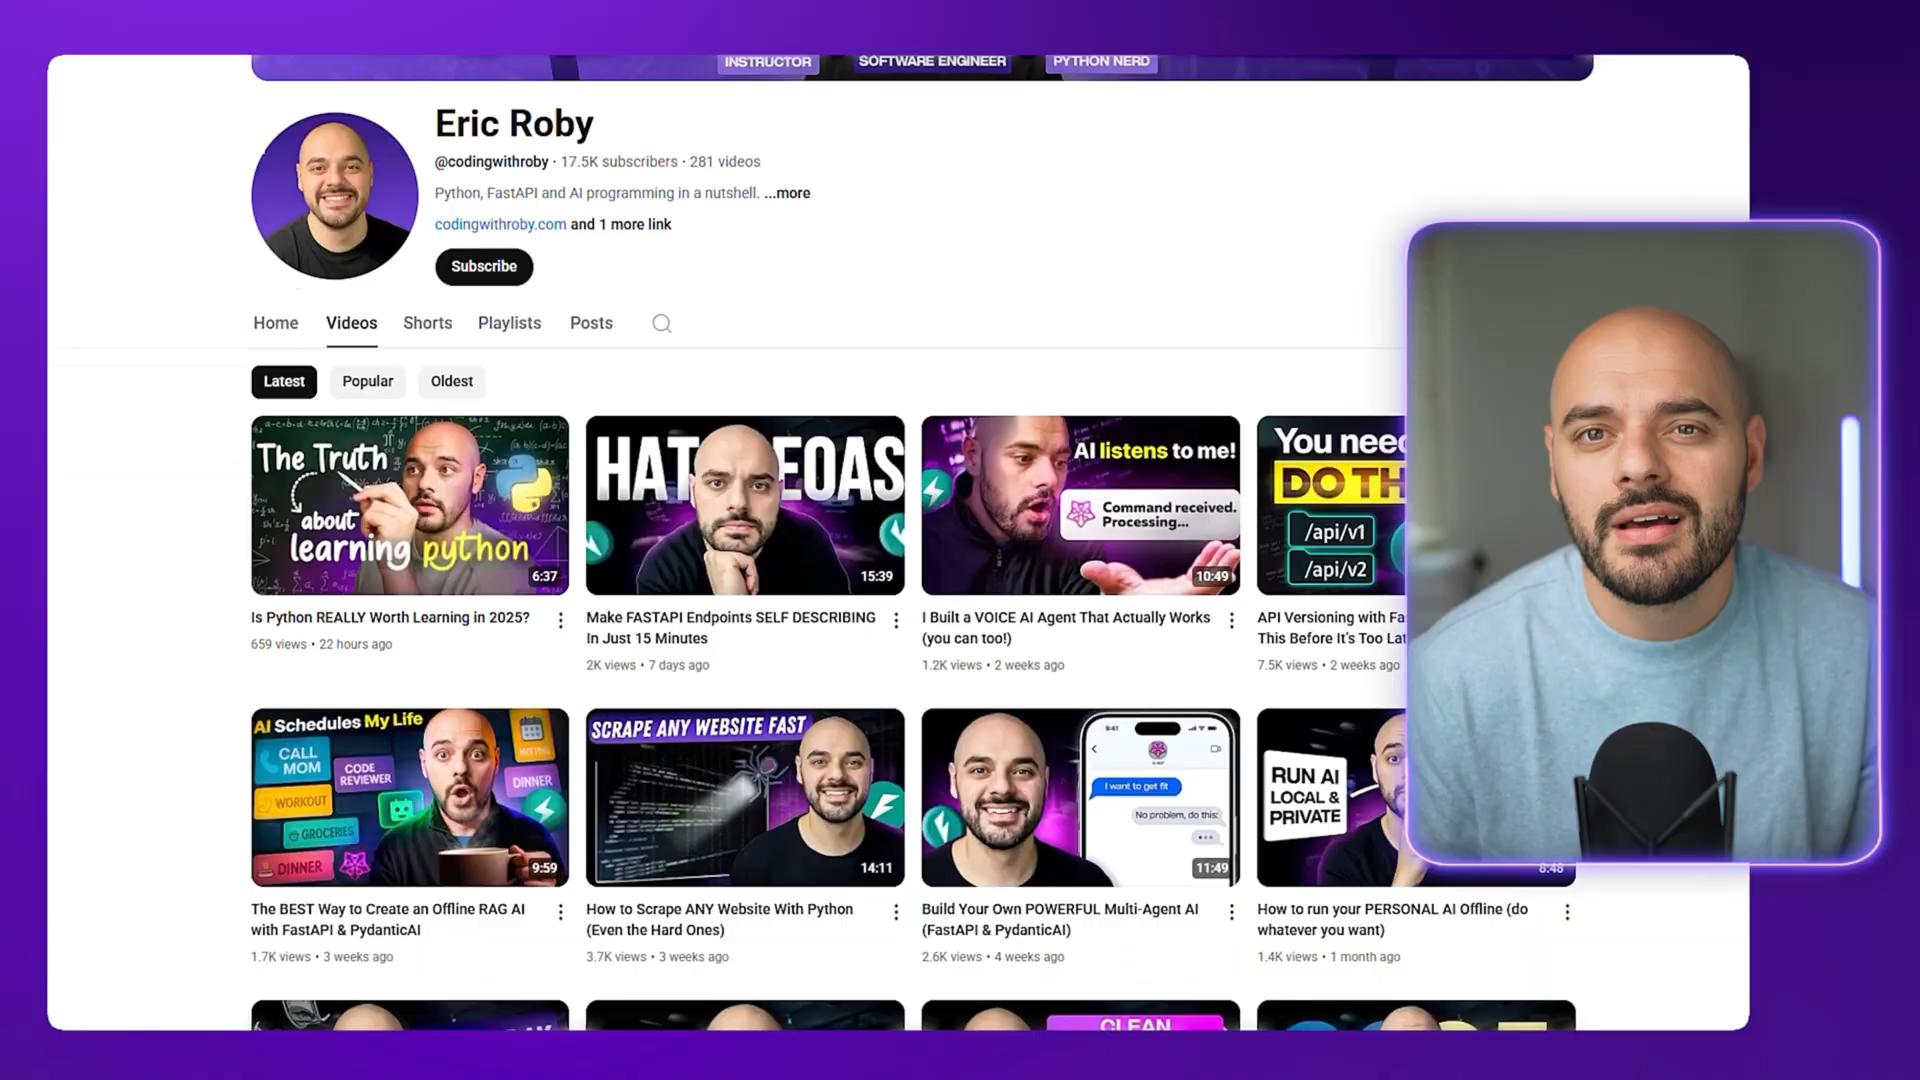 INSTRUCTOR
SOFTWARE ENGINEER
PYTHON NERD
Eric Roby
@codingwithroby · 17.5K subscribers · 281 videos
Python, FastAPI and AI programming in a nutshell. ...more
codingwithroby.com and 1 more link
Subscribe
Home
Videos
Shorts
Playlists
Posts
Latest
Popular
Oldest
The Truth
about
learning python
6:37
HAT EOAS
15:39
AI listens to me!
Command received.
Processing...
10:49
You need
DO TH
/api/v1
/api/v2
Is Python REALLY Worth Learning in 2025?
659 views • 22 hours ago
Make FASTAPI Endpoints SELF DESCRIBING
In Just 15 Minutes
2K views • 7 days ago
I Built a VOICE AI Agent That Actually Works
(you can too!)
1.2K views • 2 weeks ago
API Versioning with Fa
This Before It's Too Lat
7.5K views • 2 weeks ago
AI Schedules My Life
CALL
MOM
CODE
REVIEWER
MEETING
DINNER
WORKOUT
GROCERIES
DINNER
9:59
SCRAPE ANY WEBSITE FAST
14:11
9:41
I want to get fit
No problem, do this:
11:49
RUN AI
LOCAL &
PRIVATE
8:48
The BEST Way to Create an Offline RAG AI
with FastAPI & PydanticAI
1.7K views • 3 weeks ago
How to Scrape ANY Website With Python
(Even the Hard Ones)
3.7K views • 3 weeks ago
Build Your Own POWERFUL Multi-Agent AI
(FastAPI & PydanticAI)
2.6K views • 4 weeks ago
How to run your PERSONAL AI Offline (do
whatever you want)
1.4K views • 1 month ago
CLEAN